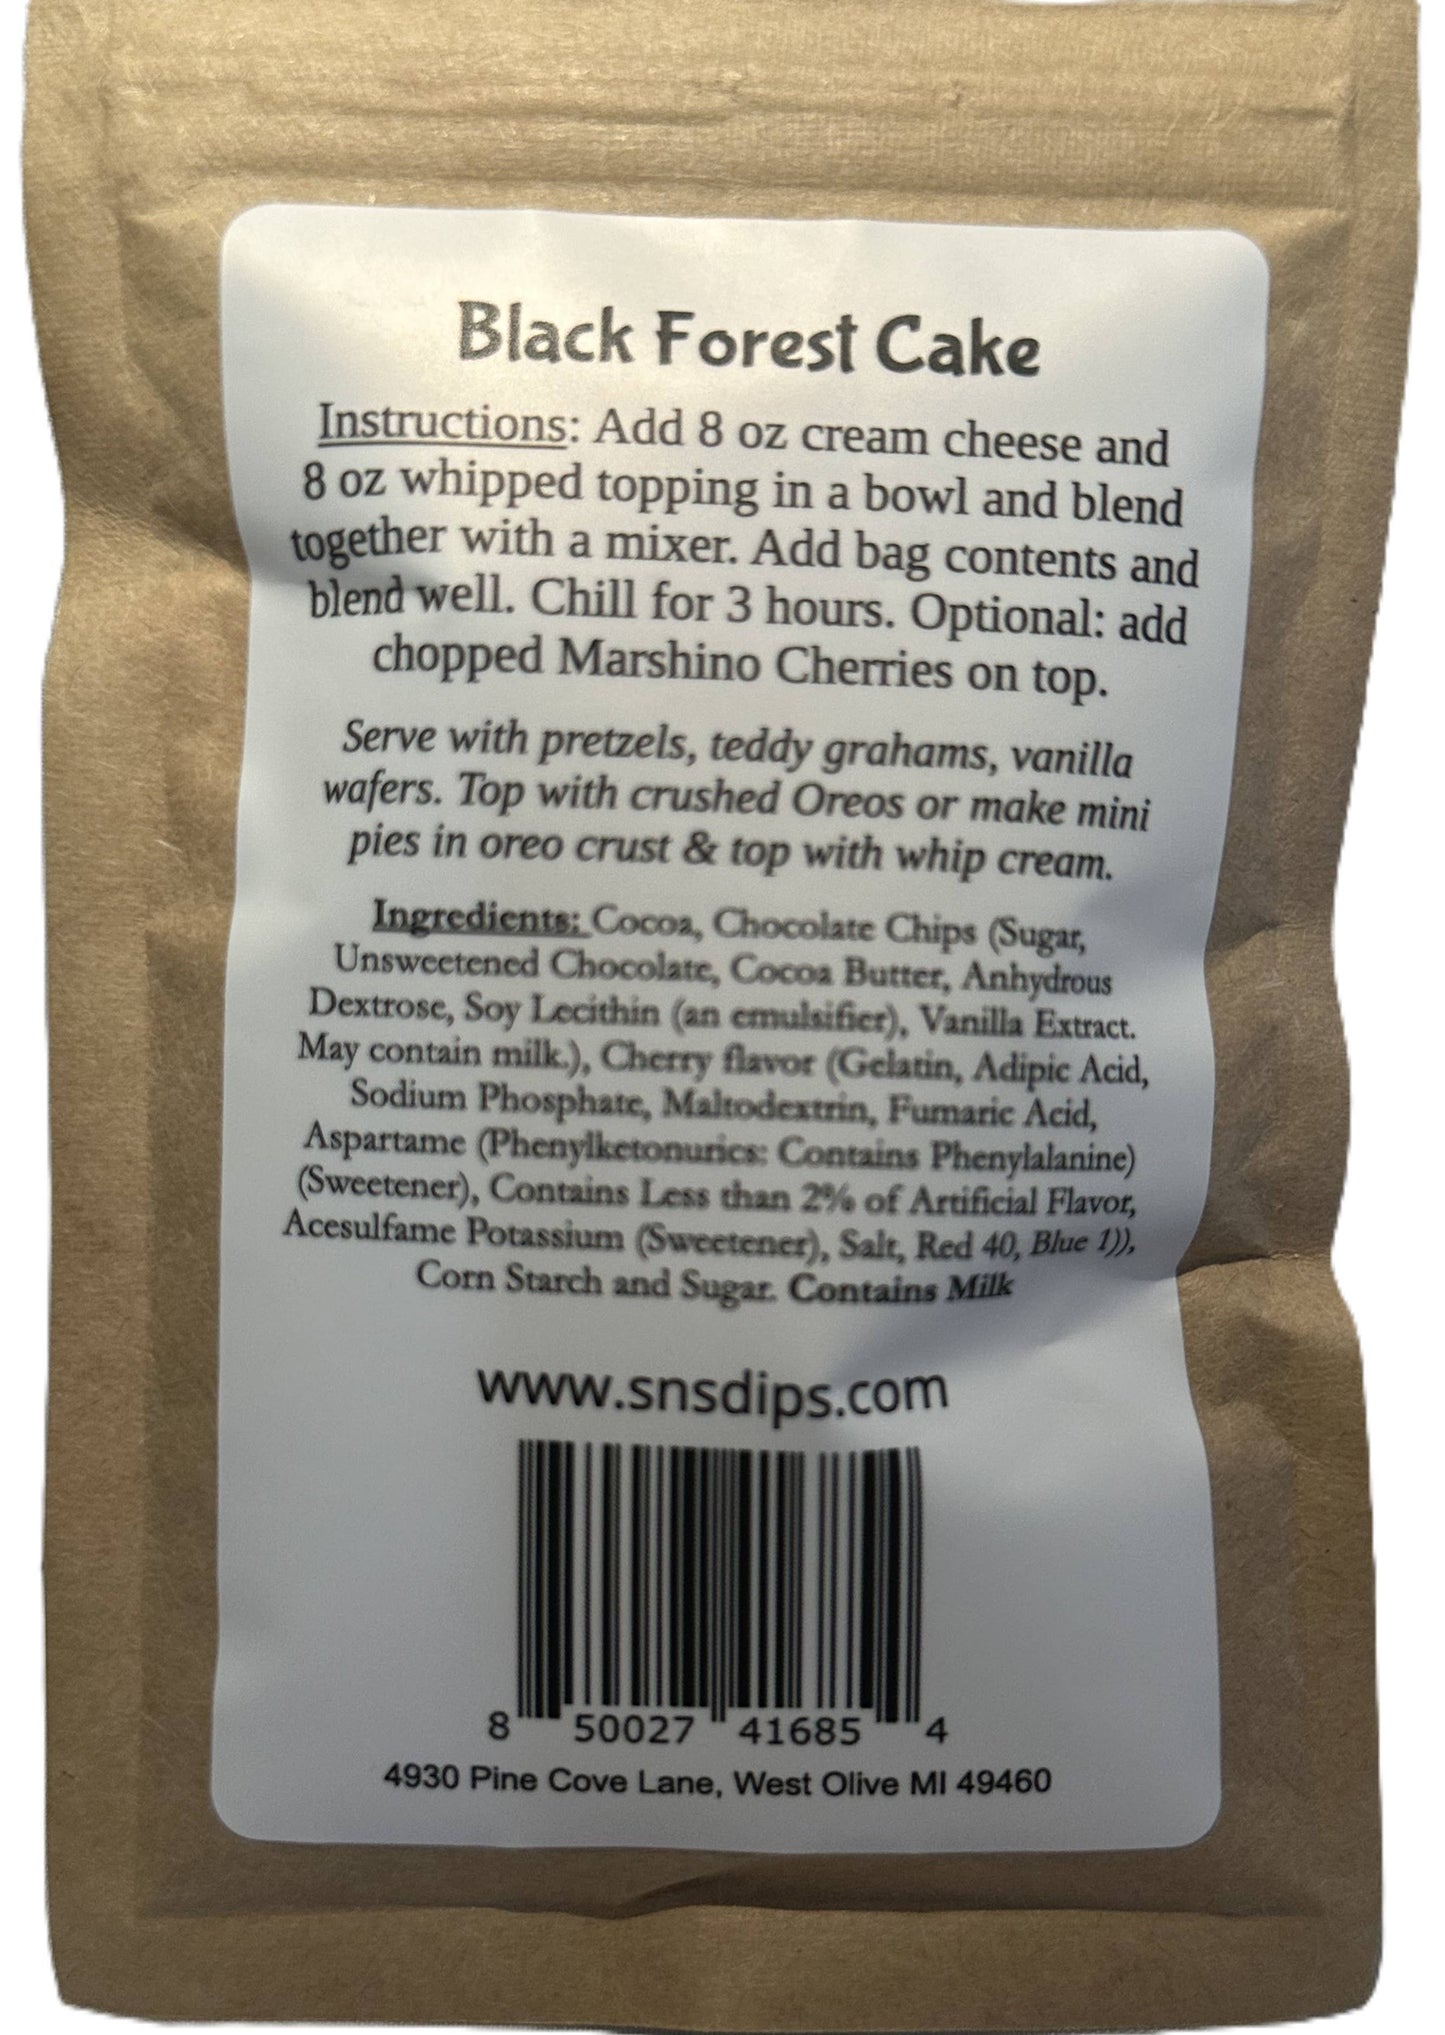 Black Forest Cake
Instructions: Add 8 oz cream cheese and
8 oz whipped topping in a bowl and blend
together with a mixer. Add bag contents and
blend well. Chill for 3 hours. Optional: add
chopped Marshino Cherries on top.
Serve with pretzels, teddy grahams, vanilla
wafers. Top with crushed Oreos or make mini
pies in oreo crust & top with whip cream.
Ingredients: Cocoa, Chocolate Chips (Sugar,
Unsweetened Chocolate, Cocoa Butter, Anhydrous
Dextrose, Soy Lecithin (an emulsifier), Vanilla Extract.
May contain milk.), Cherry flavor (Gelatin, Adipic Acid,
Sodium Phosphate, Maltodextrin, Fumaric Acid,
Aspartame (Phenylketonurics: Contains Phenylalanine)
(Sweetener), Contains Less than 2% of Artificial Flavor,
Acesulfame Potassium (Sweetener), Salt, Red 40, Blue 1)),
Corn Starch and Sugar. Contains Milk
www.snsdips.com
8 50027 41685 4
4930 Pine Cove Lane, West Olive MI 49460